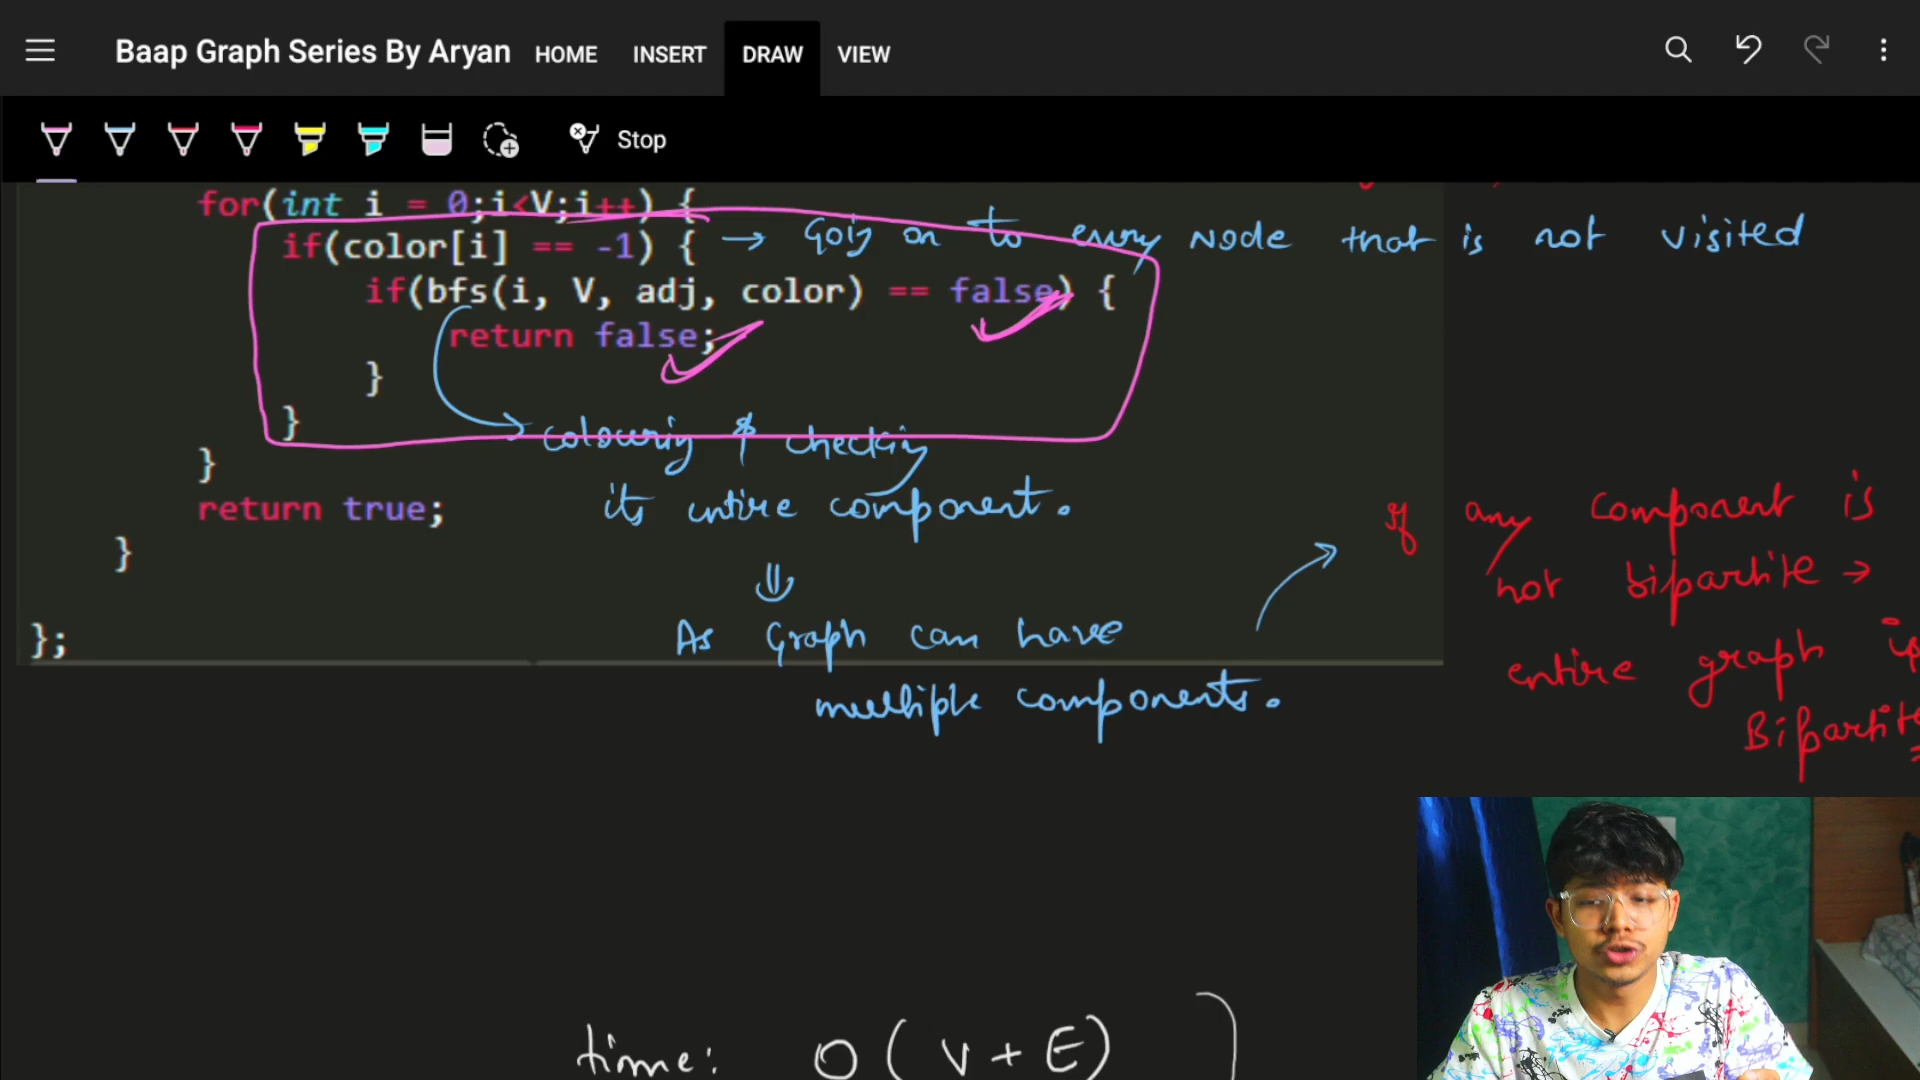 Baap Graph Series By Aryan HOME INSERT DRAW VIEW
Stop
for(int i = 0;i<V;i++) {
if(color[i] == -1) { → Going on to every Node that is not visited
if(bfs(i, V, adj, color) == false) {
return false;
}
}
colouring & checking
}
return true;
its entire component.
}
If any component is
not bipartite →
As Graph can have
};
entire graph is
multiple components.
Bipartite
time: O ( V + E )